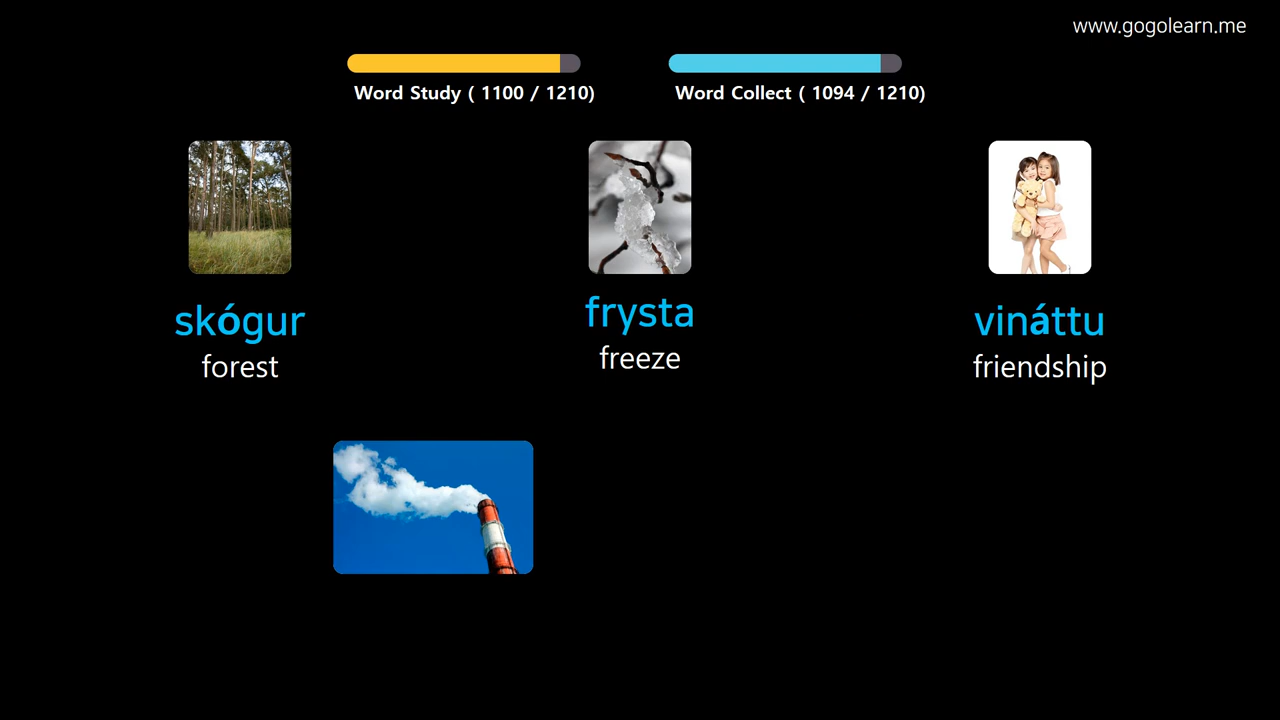 www.gogolearn.me
Word Study ( 1100 / 1210)
Word Collect ( 1094 / 1210)
skógur
forest
frysta
freeze
vináttu
friendship